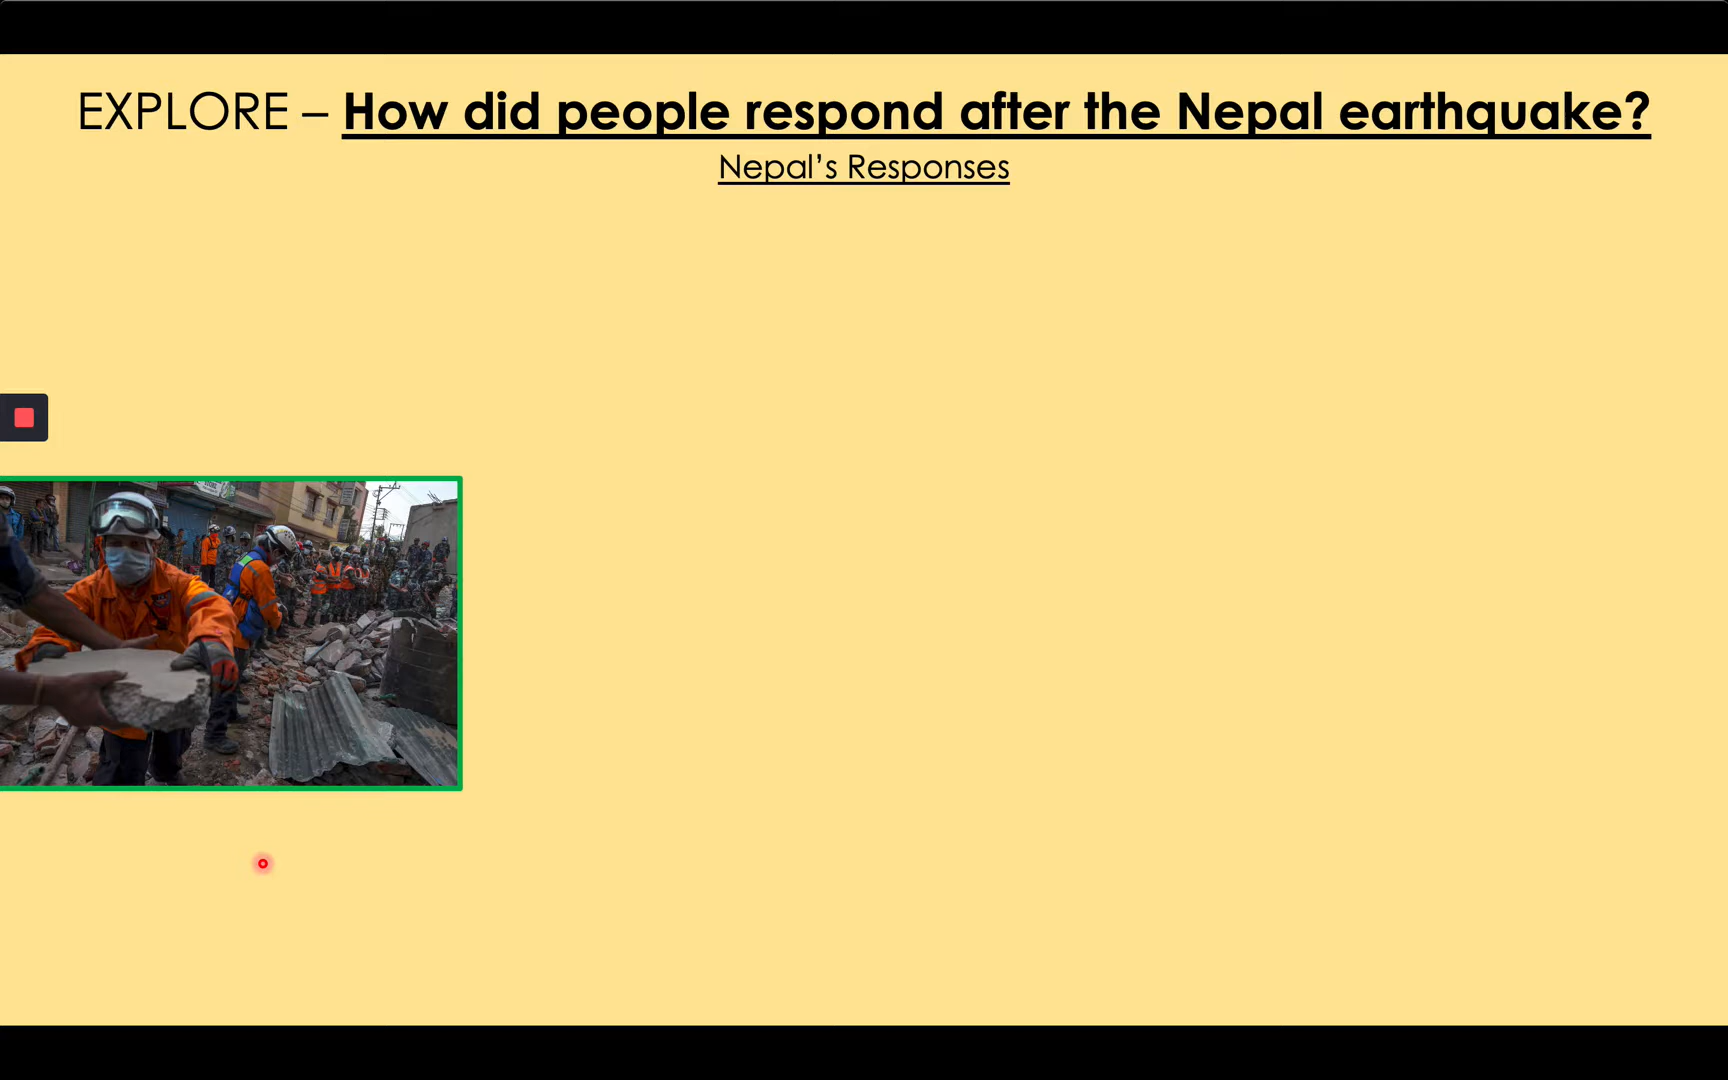 EXPLORE – How did people respond after the Nepal earthquake?
Nepal’s Responses